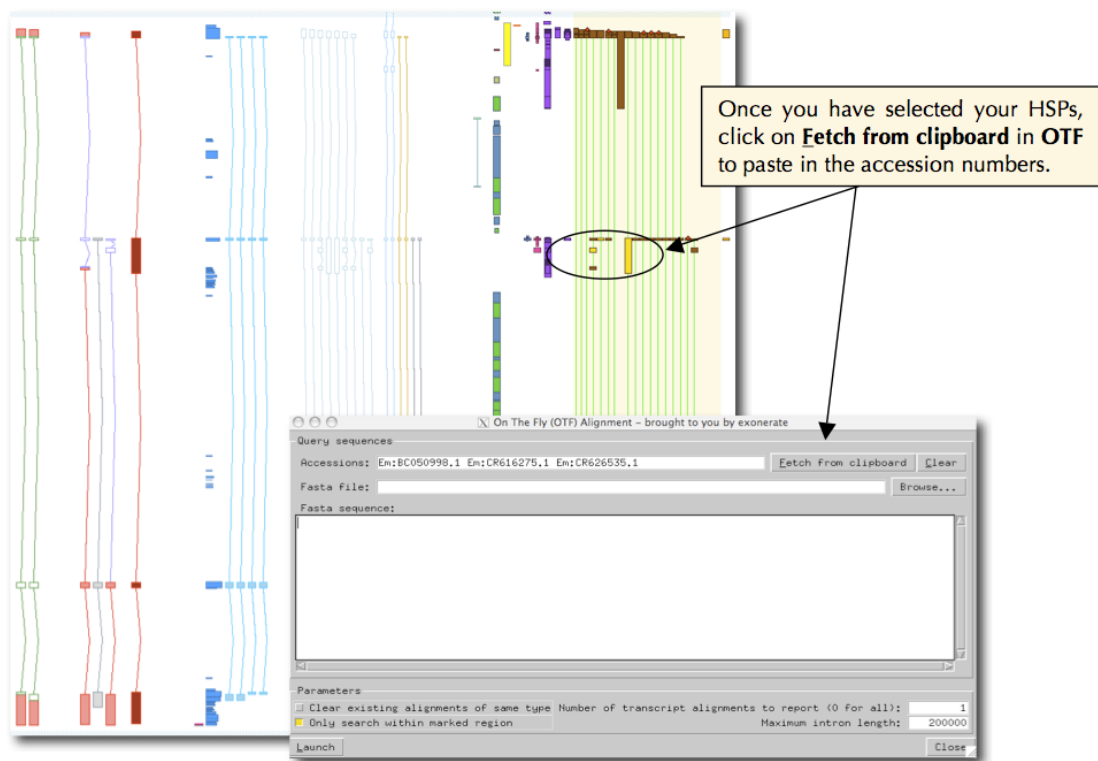 Once you have selected your HSPs,
click on Fetch from clipboard in OTF
to paste in the accession numbers.
On The Fly (OTF) Alignment – brought to you by exonerate
Query sequences
Accessions: Em:BC050998.1 Em:CR616275.1 Em:CR626535.1 Fetch from clipboard Clear
Fasta file: Browse...
Fasta sequence:
Parameters
Clear existing alignments of same type Number of transcript alignments to report (0 for all): 1
Only search within marked region Maximum intron length: 200000
Launch Close